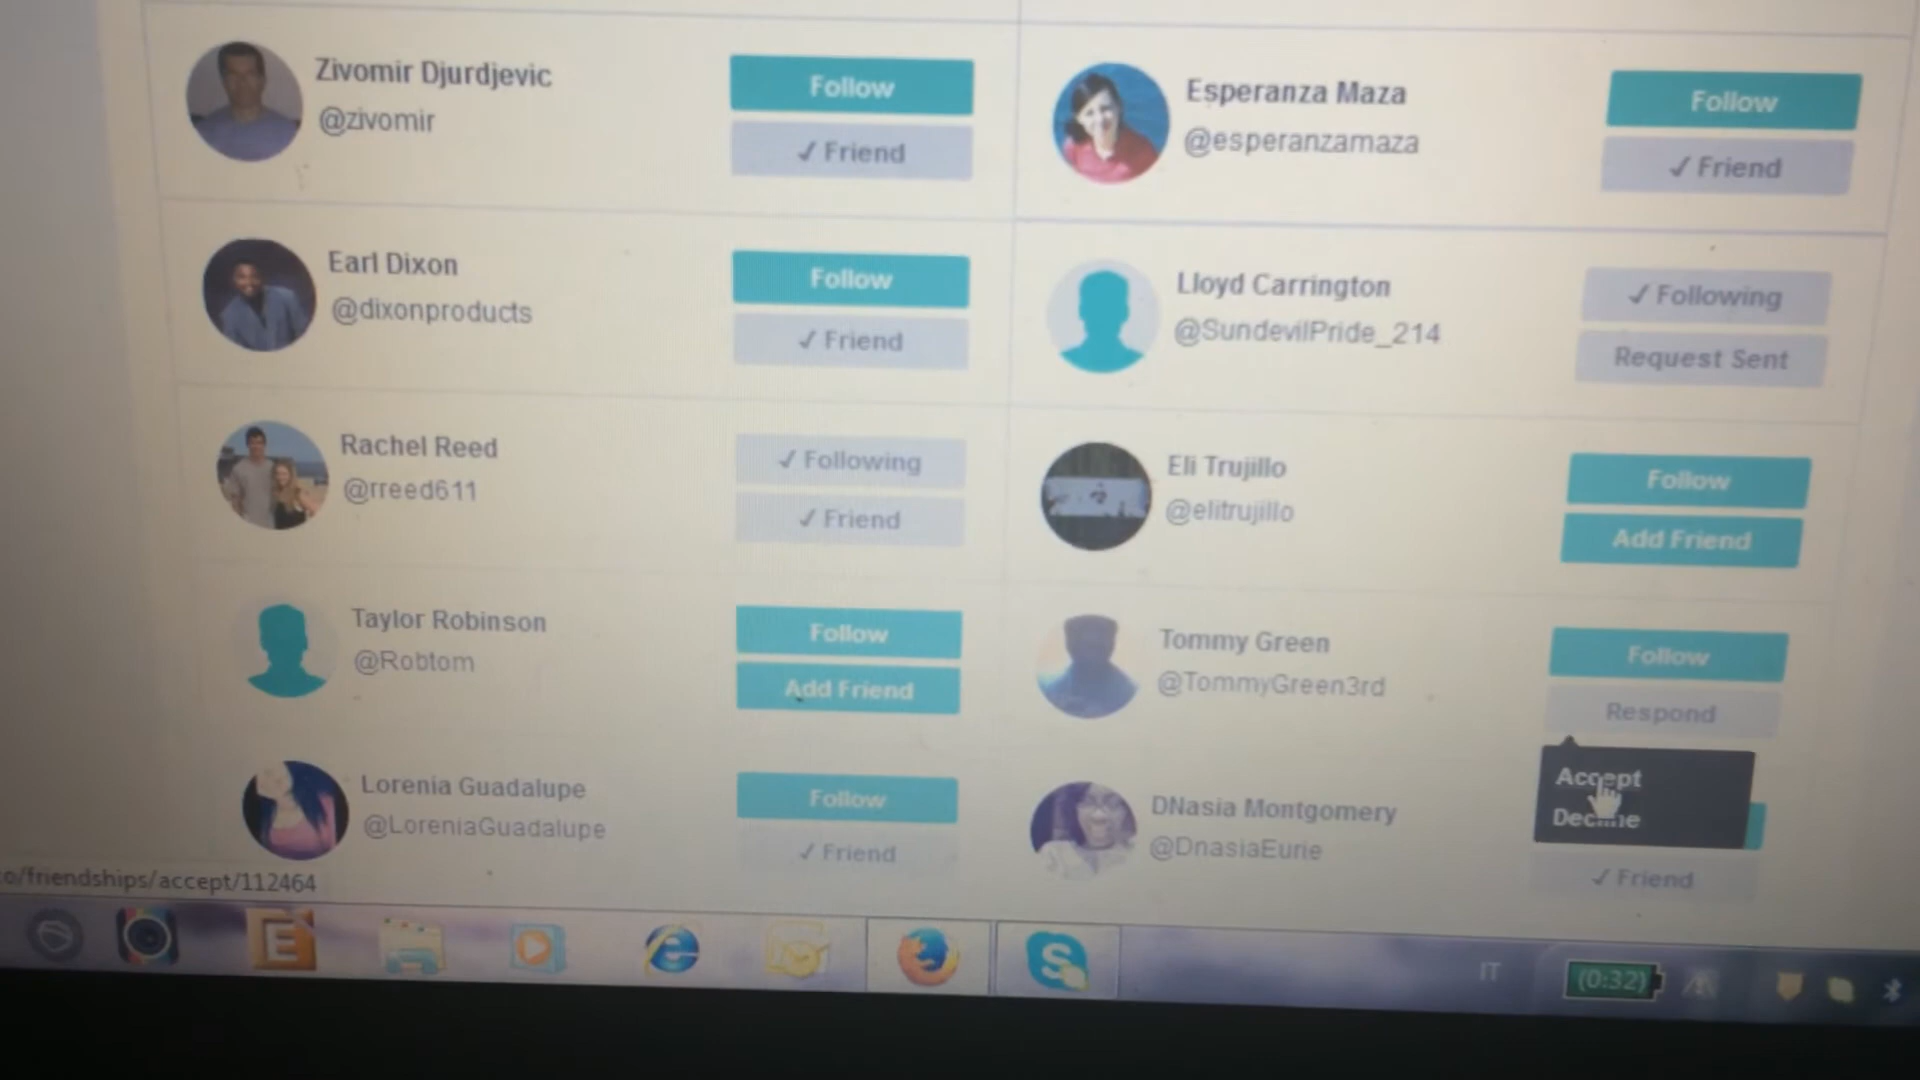 Zivomir Djurdjevic
@zivomir
Follow
✓ Friend
Esperanza Maza
@esperanzamaza
Follow
✓ Friend
Earl Dixon
@dixonproducts
Follow
✓ Friend
Lloyd Carrington
@SundevilPride_214
✓ Following
Request Sent
Rachel Reed
@rreed611
✓ Following
✓ Friend
Eli Trujillo
@elitrujillo
Follow
Add Friend
Taylor Robinson
@Robtom
Follow
Add Friend
Tommy Green
@TommyGreen3rd
Follow
Respond
Accept
Decline
Lorenia Guadalupe
@LoreniaGuadalupe
Follow
✓ Friend
DNasia Montgomery
@DnasiaEurie
✓ Friend
co/friendships/accept/112464
E
IT
(0:32)